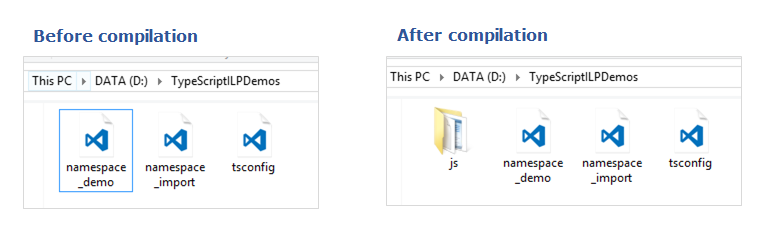 Before compilation
After compilation
This PC DATA (D:) TypeScriptILPDemos
This PC DATA (D:) TypeScriptILPDemos
namespace
_demo
namespace
_import
tsconfig
js
namespace
_demo
namespace
_import
tsconfig